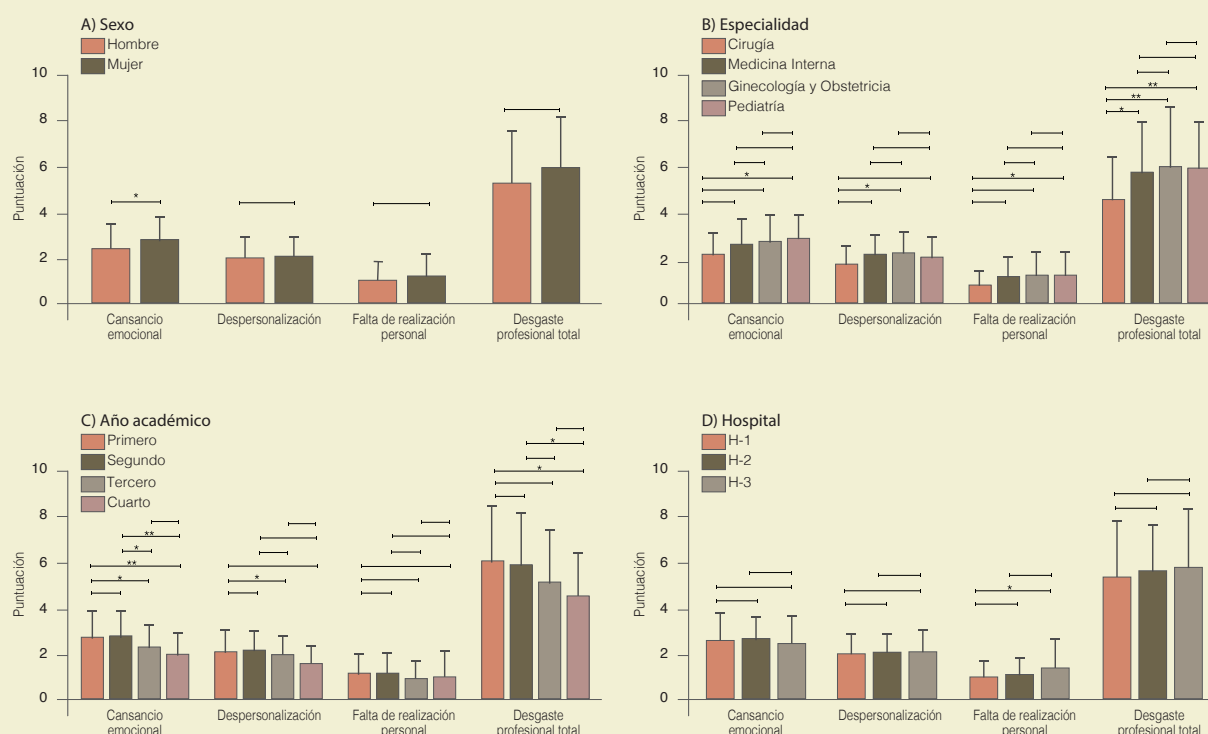 A) Sexo
Hombre
Mujer
10
8
6
4
2
0
Puntuación
*
Cansancio
emocional
Despersonalización
Falta de realización
personal
Desgaste
profesional total
B) Especialidad
Cirugía
Medicina Interna
Ginecología y Obstetricia
Pediatría
10
8
6
4
2
0
Puntuación
*
*
*
**
**
*
Cansancio
emocional
Despersonalización
Falta de realización
personal
Desgaste
profesional total
C) Año académico
Primero
Segundo
Tercero
Cuarto
10
8
6
4
2
0
Puntuación
**
*
**
*
*
*
*
Cansancio
emocional
Despersonalización
Falta de realización
personal
Desgaste
profesional total
D) Hospital
H-1
H-2
H-3
10
8
6
4
2
0
Puntuación
*
Cansancio
emocional
Despersonalización
Falta de realización
personal
Desgaste
profesional total